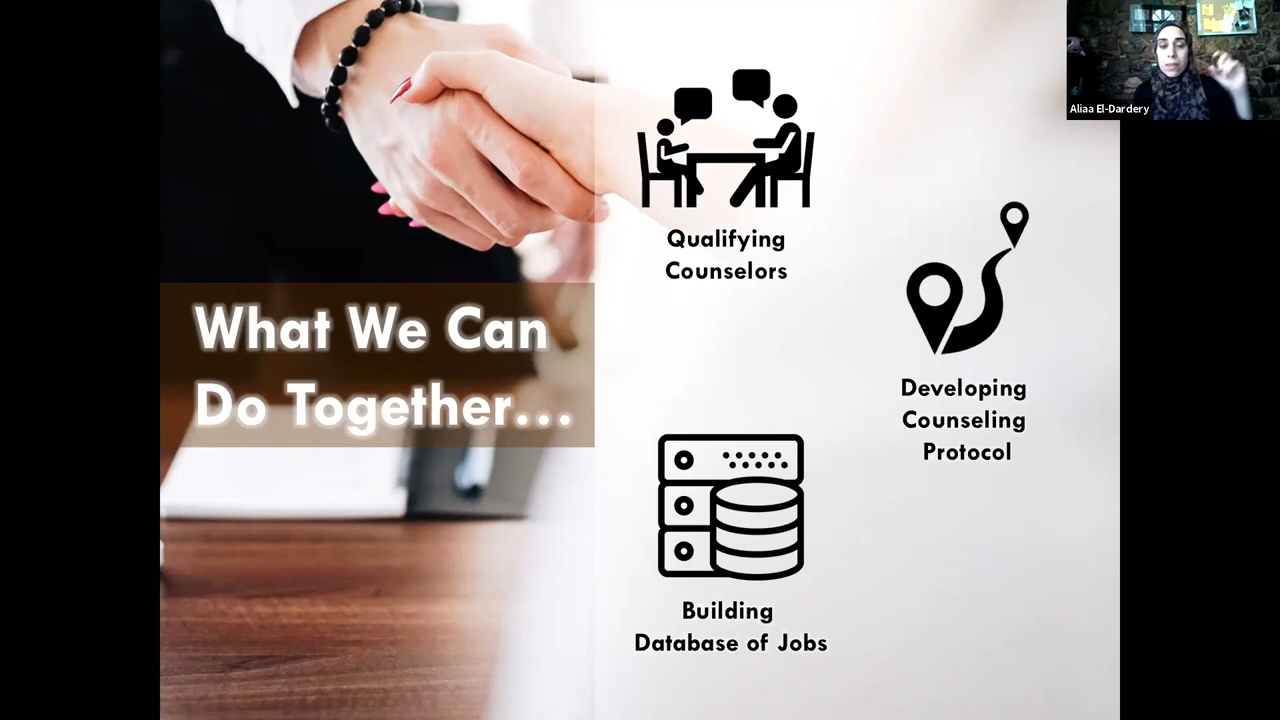 What We Can
Do Together...
Qualifying
Counselors
Developing
Counseling
Protocol
Building
Database of Jobs
Aliaa El-Dardery